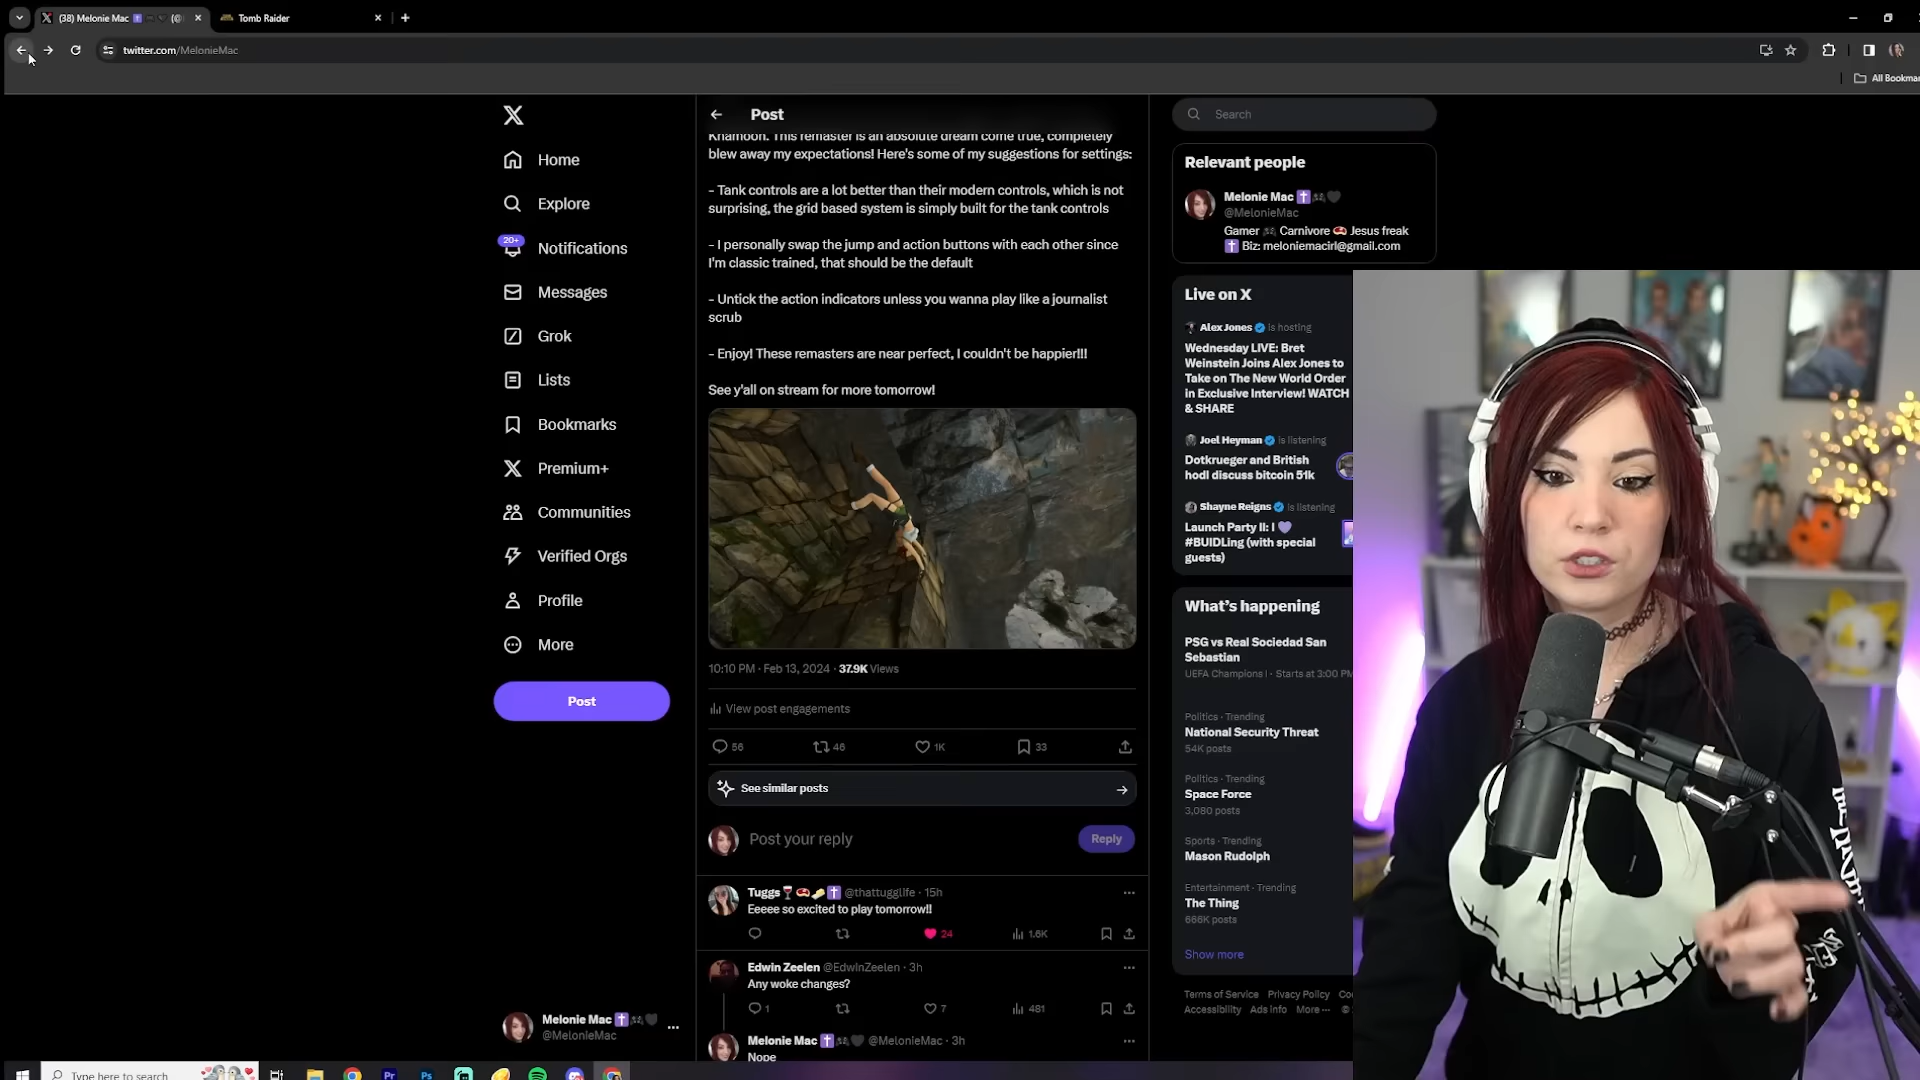 (38) Melonie Mac
Tomb Raider
twitter.com/MelonieMac
All Bookmar
Home
Explore
20+
Notifications
Messages
Grok
Lists
Bookmarks
Premium+
Communities
Verified Orgs
Profile
More
Post
Melonie Mac
@MelonieMac
Post
Khamoon. This remaster is an absolute dream come true, completely
blew away my expectations! Here's some of my suggestions for settings:
- Tank controls are a lot better than their modern controls, which is not
surprising, the grid based system is simply built for the tank controls
- I personally swap the jump and action buttons with each other since
I'm classic trained, that should be the default
- Untick the action indicators unless you wanna play like a journalist
scrub
- Enjoy! These remasters are near perfect, I couldn't be happier!!!
See y'all on stream for more tomorrow!
10:10 PM · Feb 13, 2024 · 37.9K Views
View post engagements
56 46 1K 33
See similar posts
Post your reply
Reply
Tuggs @thattugglife · 15h
Eeeee so excited to play tomorrow!!
24 1.6K
Edwin Zeelen @EdwinZeelen · 3h
Any woke changes?
1 7 481
Melonie Mac @MelonieMac · 3h
Nope
Search
Relevant people
Melonie Mac
@MelonieMac
Gamer Carnivore Jesus freak
Biz: meloniemacirl@gmail.com
Live on X
Alex Jones is hosting
Wednesday LIVE: Bret
Weinstein Joins Alex Jones to
Take on The New World Order
in Exclusive Interview! WATCH
& SHARE
Joel Heyman is listening
Dotkrueger and British
hodl discuss bitcoin 51k
Shayne Reigns is listening
Launch Party II: I
#BUIDLing (with special
guests)
What's happening
PSG vs Real Sociedad San
Sebastian
UEFA Champions l · Starts at 3:00 PM
Politics · Trending
National Security Threat
54K posts
Politics · Trending
Space Force
3,080 posts
Sports · Trending
Mason Rudolph
Entertainment · Trending
The Thing
666K posts
Show more
Terms of Service Privacy Policy Coo
Accessibility Ads info More ··· ©
Type here to search
Pr
Ps